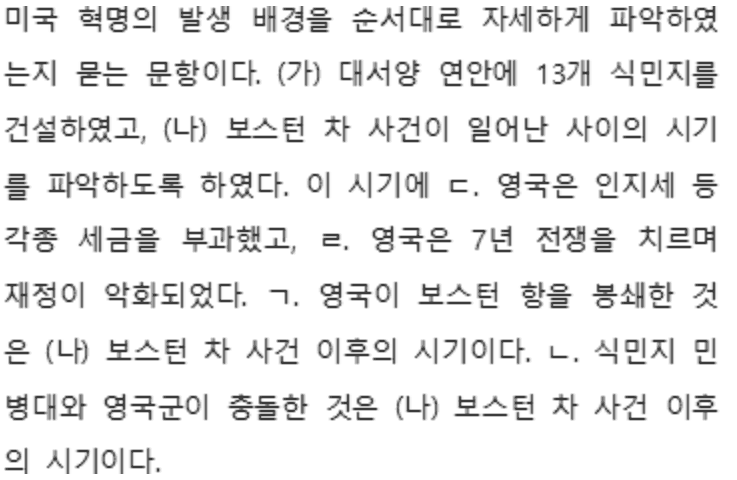 미국 혁명의 발생 배경을 순서대로 자세하게 파악하였
는지 묻는 문항이다. (가) 대서양 연안에 13개 식민지를
건설하였고, (나) 보스턴 차 사건이 일어난 사이의 시기
를 파악하도록 하였다. 이 시기에 ㄷ. 영국은 인지세 등
각종 세금을 부과했고, ㄹ. 영국은 7년 전쟁을 치르며
재정이 악화되었다. ㄱ. 영국이 보스턴 항을 봉쇄한 것
은 (나) 보스턴 차 사건 이후의 시기이다. ㄴ. 식민지 민
병대와 영국군이 충돌한 것은 (나) 보스턴 차 사건 이후
의 시기이다.